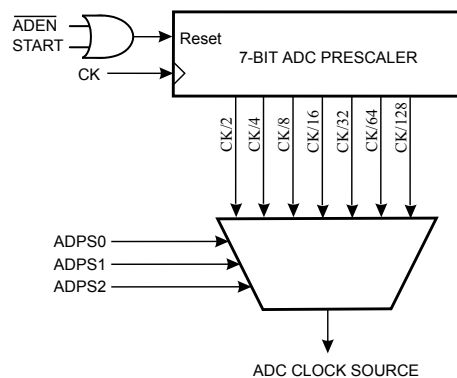 ADEN
START
Reset
7-BIT ADC PRESCALER
CK
CK/2
CK/4
CK/8
CK/16
CK/32
CK/64
CK/128
ADPS0
ADPS1
ADPS2
ADC CLOCK SOURCE